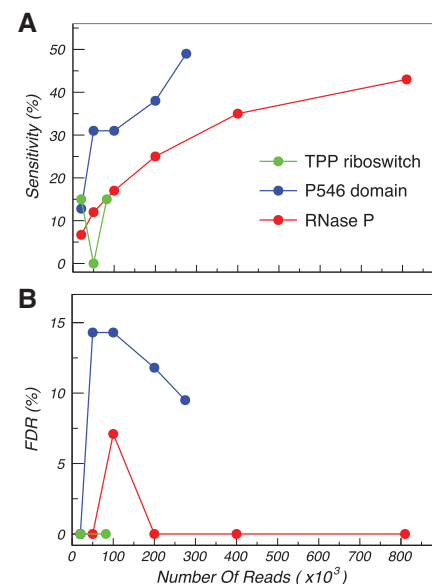 A
Sensitivity (%)
50
40
30
20
10
0
TPP riboswitch
P546 domain
RNase P
B
FDR (%)
15
10
5
0
0 100 200 300 400 500 600 700 800
Number Of Reads ( x10³ )